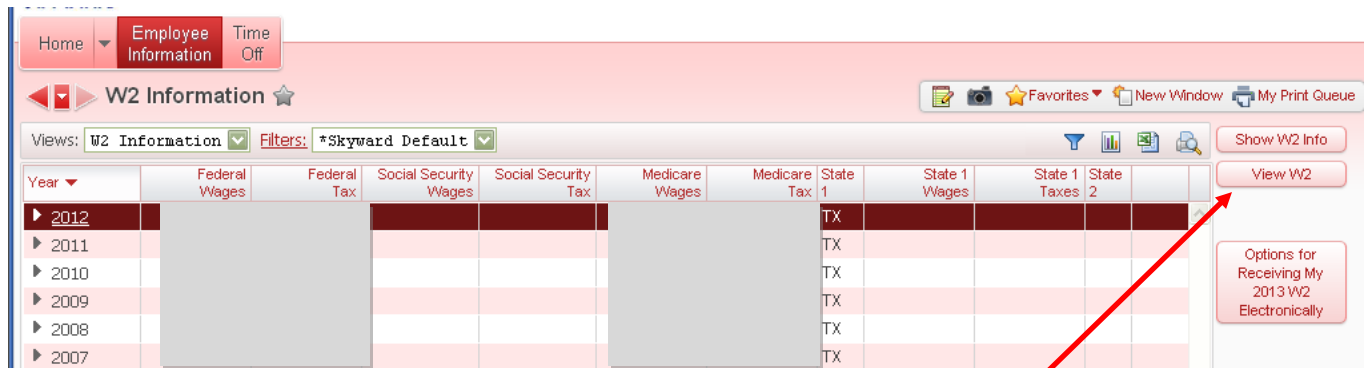 Home
Employee Information
Time Off
W2 Information
Favorites
New Window
My Print Queue
Views: W2 Information Filters: *Skyward Default
Show W2 Info
View W2
Options for
Receiving My
2013 W2
Electronically
Year
Federal Wages
Federal Tax
Social Security Wages
Social Security Tax
Medicare Wages
Medicare Tax
State 1
State 1 Wages
State 1 Taxes
State 2
2012 TX
2011 TX
2010 TX
2009 TX
2008 TX
2007 TX